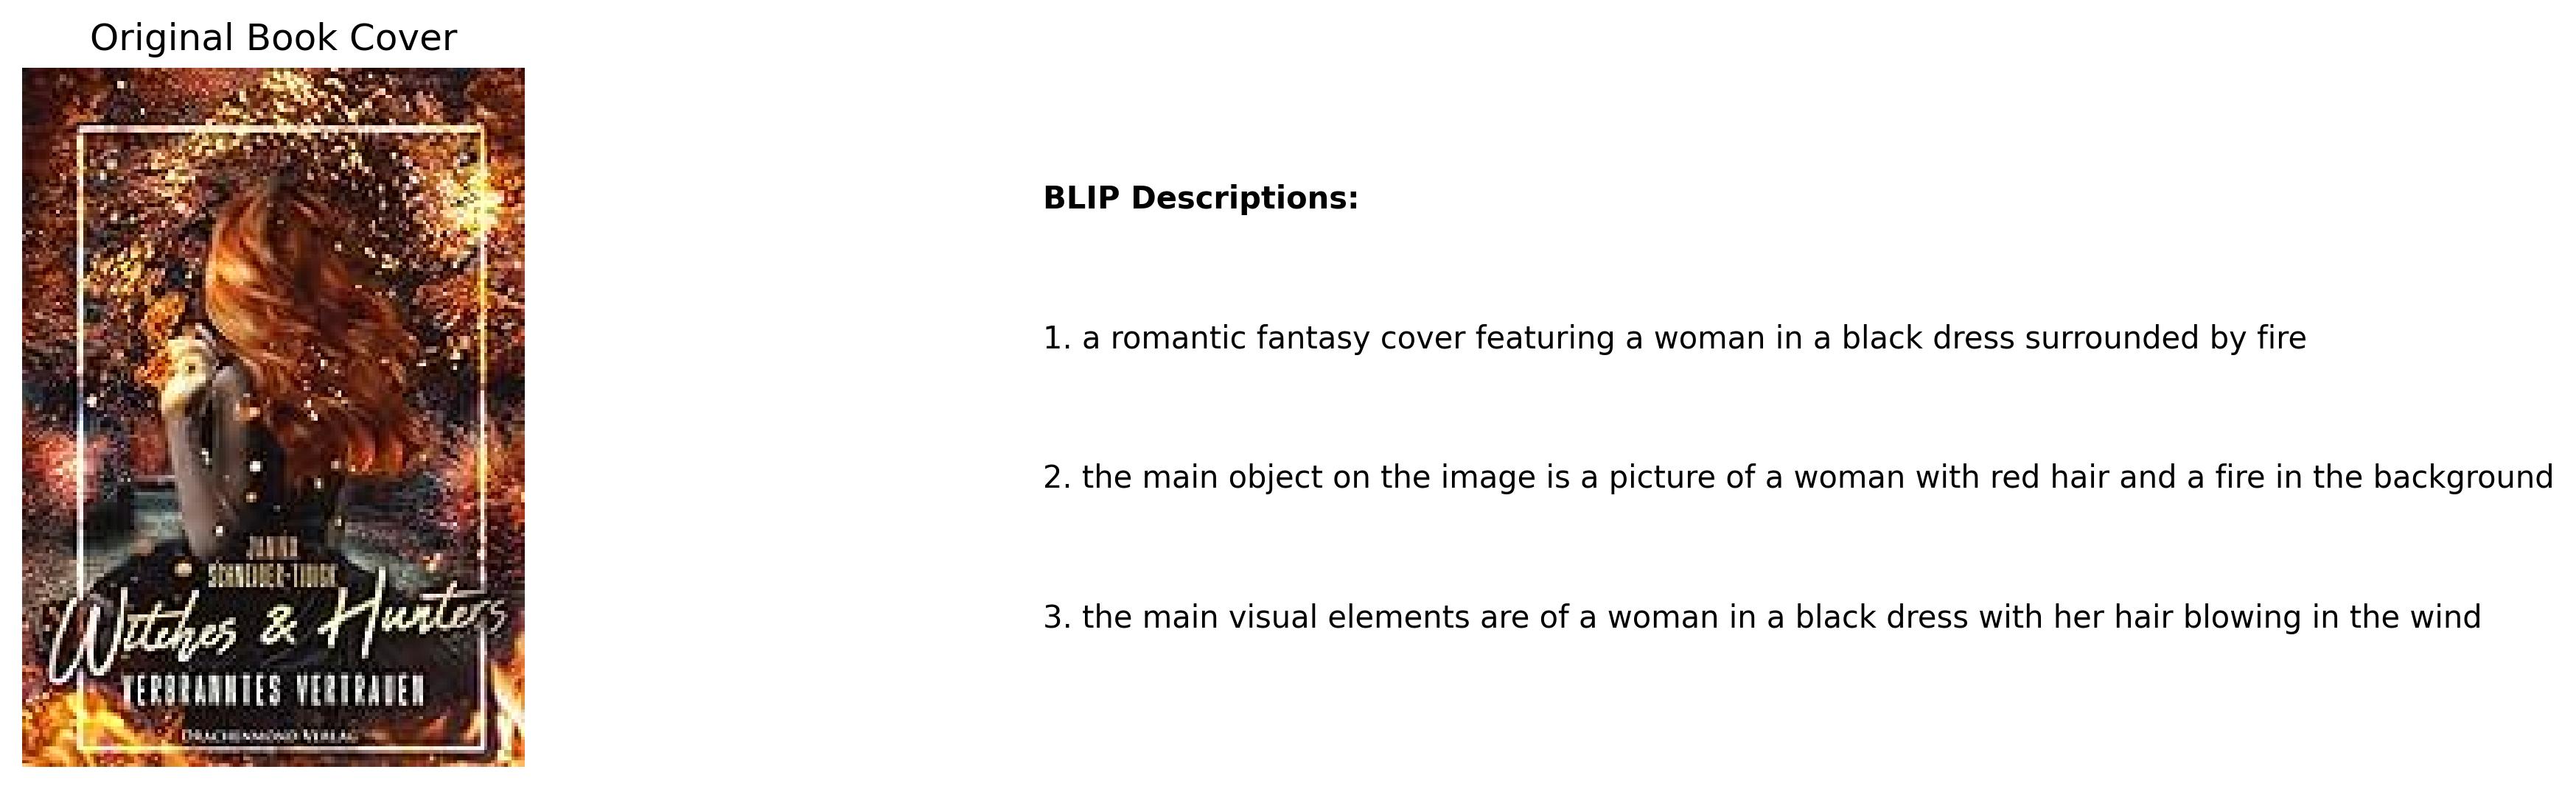 Original Book Cover
SCHNEIDER-TIGGES
Witches & Hunters
VERBRANNTES VERTRAUEN
DRACHENMOND VERLAG
BLIP Descriptions:
1. a romantic fantasy cover featuring a woman in a black dress surrounded by fire
2. the main object on the image is a picture of a woman with red hair and a fire in the background
3. the main visual elements are of a woman in a black dress with her hair blowing in the wind